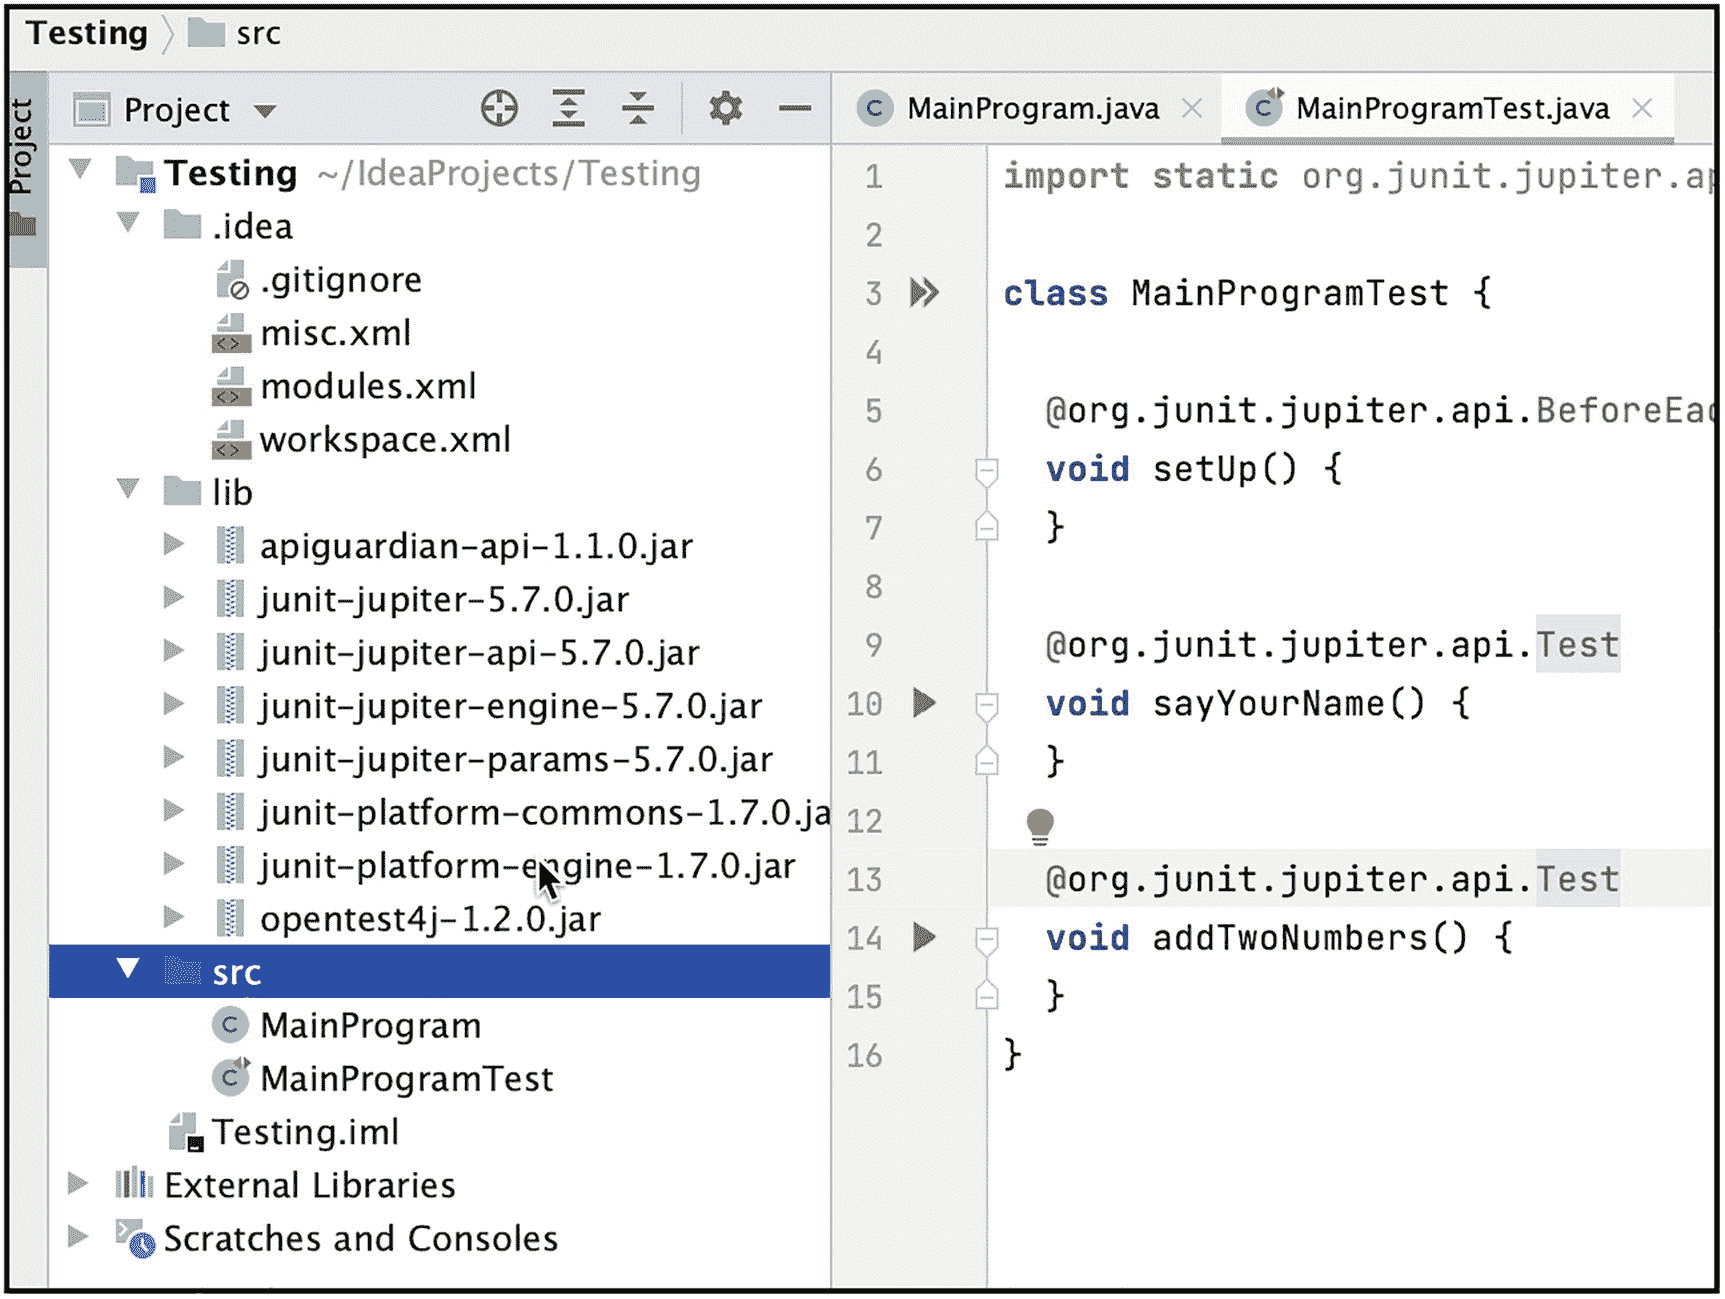 Testing src
Project
Project
Testing ~/IdeaProjects/Testing
.idea
.gitignore
misc.xml
modules.xml
workspace.xml
lib
apiguardian-api-1.1.0.jar
junit-jupiter-5.7.0.jar
junit-jupiter-api-5.7.0.jar
junit-jupiter-engine-5.7.0.jar
junit-jupiter-params-5.7.0.jar
junit-platform-commons-1.7.0.ja
junit-platform-engine-1.7.0.jar
opentest4j-1.2.0.jar
src
MainProgram
MainProgramTest
Testing.iml
External Libraries
Scratches and Consoles
MainProgram.java MainProgramTest.java
1 import static org.junit.jupiter.ap
2
3 class MainProgramTest {
4
5 @org.junit.jupiter.api.BeforeEac
6 void setUp() {
7 }
8
9 @org.junit.jupiter.api.Test
10 void sayYourName() {
11 }
12
13 @org.junit.jupiter.api.Test
14 void addTwoNumbers() {
15 }
16 }